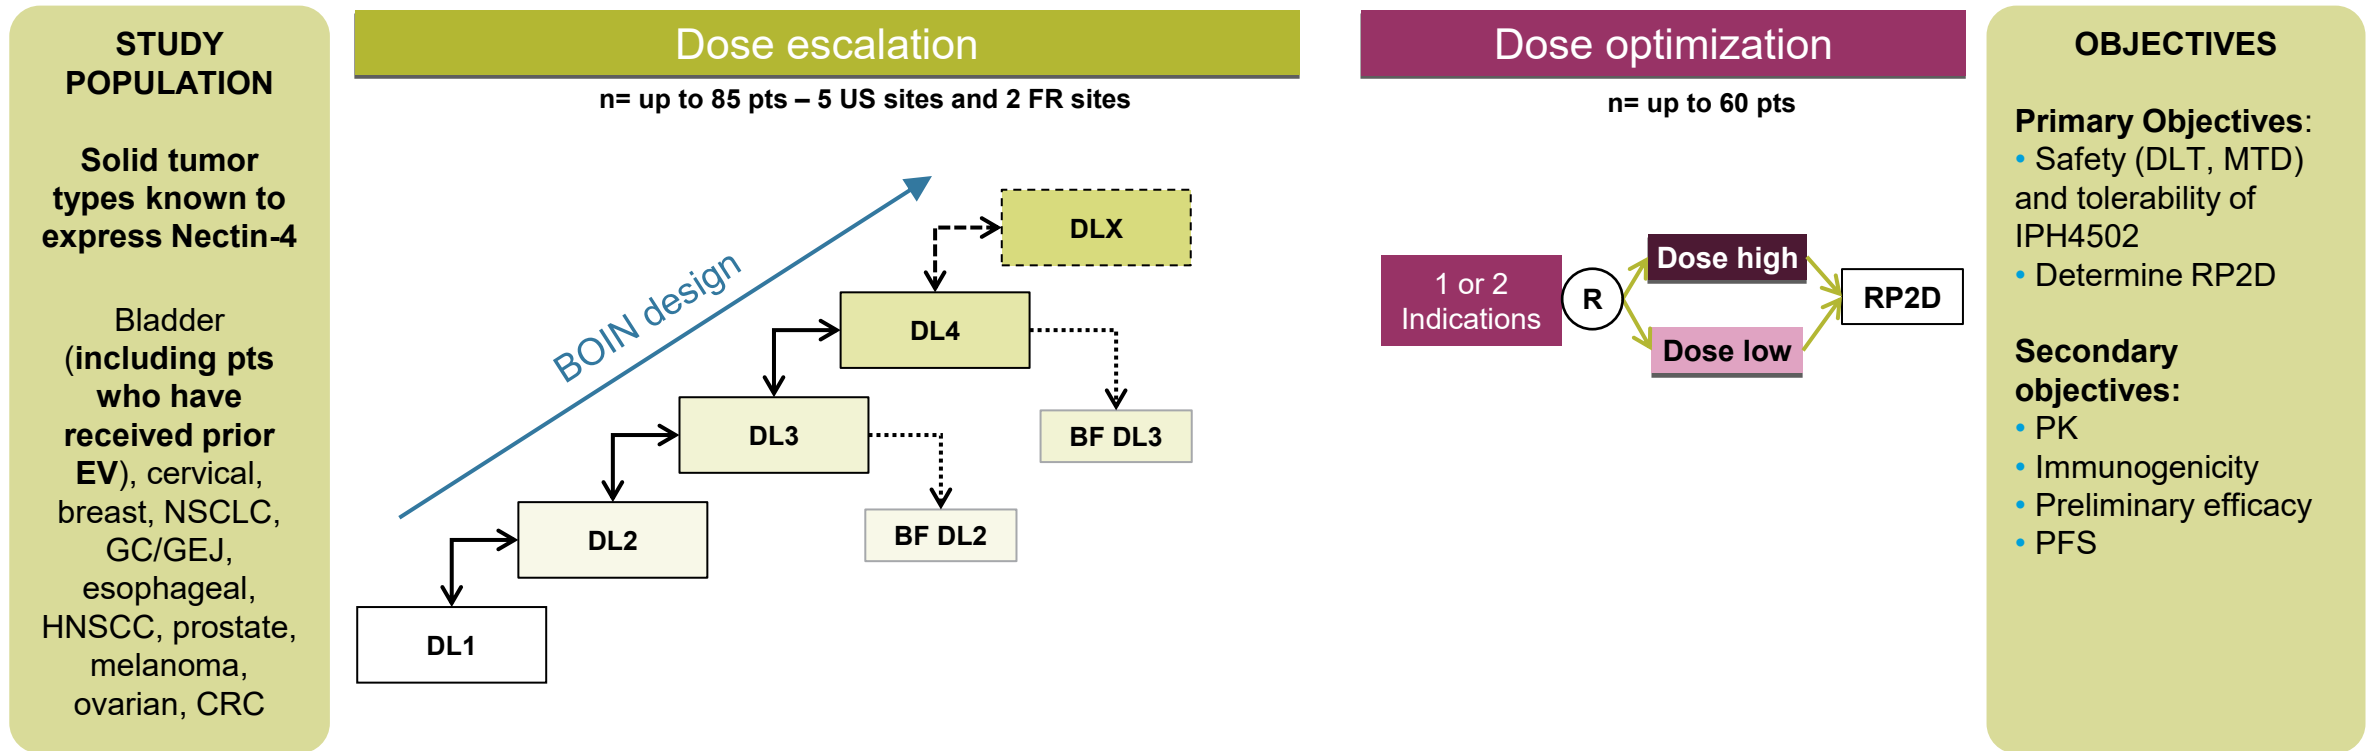 STUDY
POPULATION
Solid tumor
types known to
express Nectin-4
Bladder
(including pts
who have
received prior
EV), cervical,
breast, NSCLC,
GC/GEJ,
esophageal,
HNSCC, prostate,
melanoma,
ovarian, CRC
Dose escalation
n= up to 85 pts – 5 US sites and 2 FR sites
BOIN design
DLX
DL4
DL3
BF DL3
DL2
BF DL2
DL1
Dose optimization
n= up to 60 pts
1 or 2
Indications
R
Dose high
Dose low
RP2D
OBJECTIVES
Primary Objectives:
• Safety (DLT, MTD)
and tolerability of
IPH4502
• Determine RP2D
Secondary
objectives:
• PK
• Immunogenicity
• Preliminary efficacy
• PFS